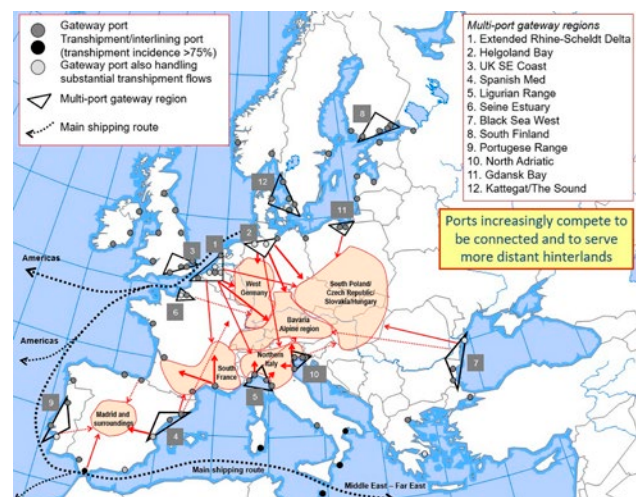 Gateway port
Transhipment/interlining port
(transhipment incidence >75%)
Gateway port also handling
substantial transhipment flows
Multi-port gateway region
Main shipping route
Multi-port gateway regions
1. Extended Rhine-Scheldt Delta
2. Helgoland Bay
3. UK SE Coast
4. Spanish Med
5. Ligurian Range
6. Seine Estuary
7. Black Sea West
8. South Finland
9. Portugese Range
10. North Adriatic
11. Gdansk Bay
12. Kattegat/The Sound
Ports increasingly compete to
be connected and to serve
more distant hinterlands
8
12
11
2
1
3
Americas
6
West
Germany
South Poland/
Czech Republic/
Slovakia/Hungary
Bavaria
Alpine region
Americas
Northern
Italy
South
France
10
5
7
9
Madrid and
surroundings
4
Main shipping route
Middle East – Far East